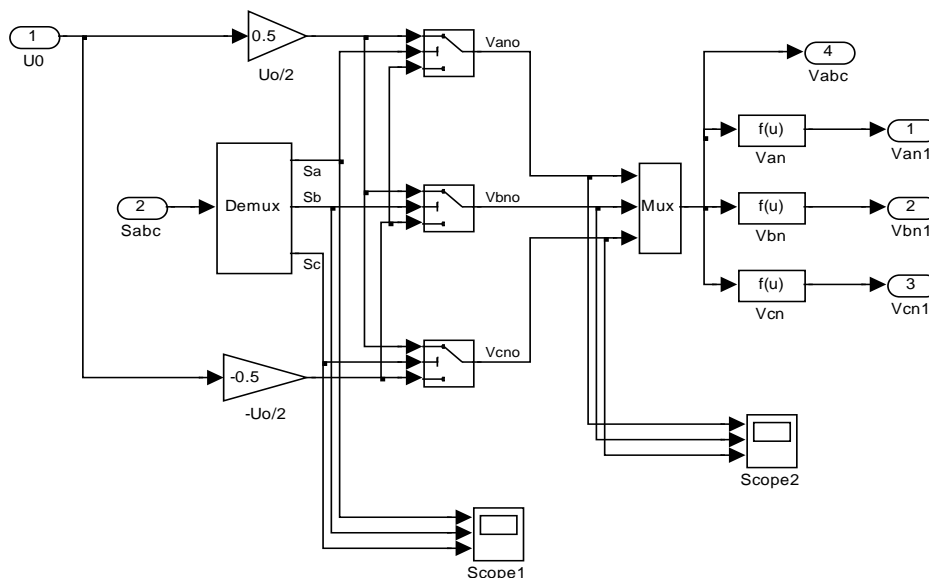 1
U0
0.5
Uo/2
Vano
4
Vabc
f(u)
Van
1
Van1
Demux
Sa
Sb
Sc
2
Sabc
Vbno
Mux
f(u)
Vbn
2
Vbn1
f(u)
Vcn
3
Vcn1
-0.5
-Uo/2
Vcno
Scope2
Scope1